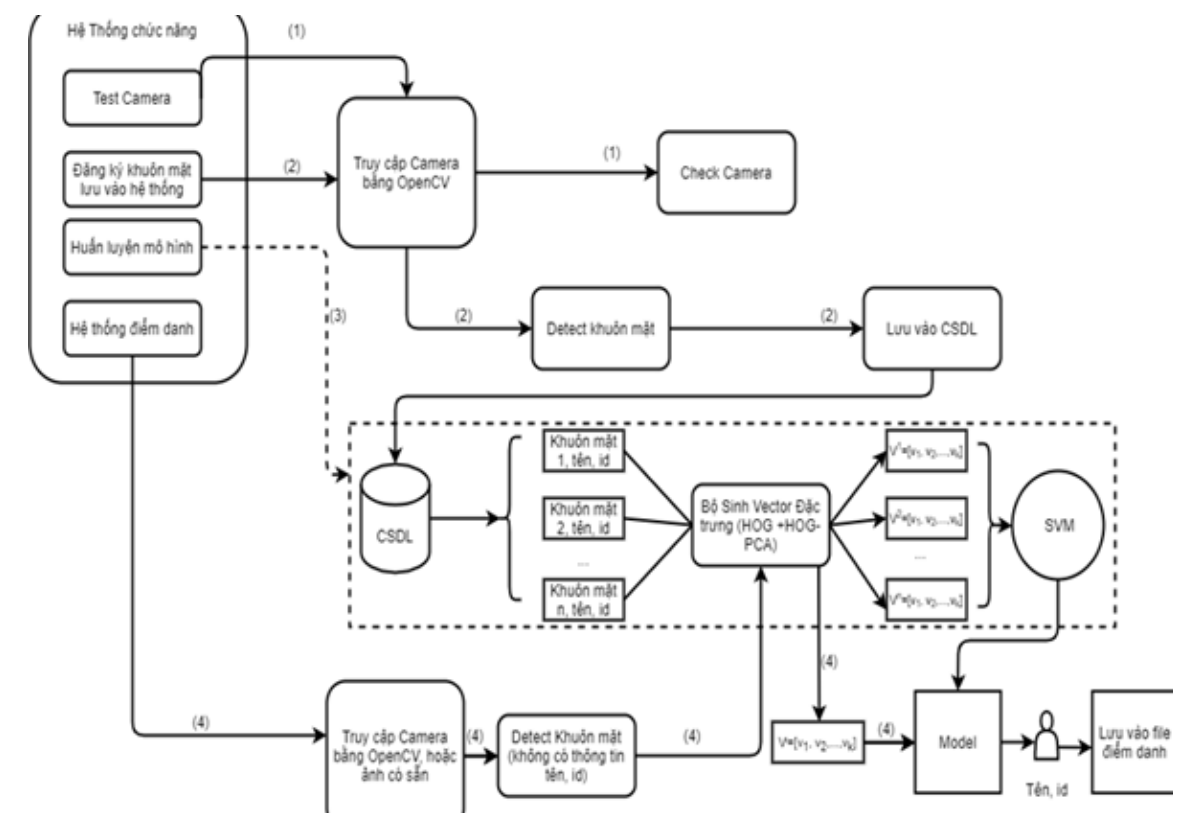 Hệ Thống chức năng
(1)
Test Camera
Đăng ký khuôn mặt
lưu vào hệ thống
(2)
Truy cập Camera
bằng OpenCV
(1)
Check Camera
Huấn luyện mô hình
(3)
Hệ thống điểm danh
(2)
Detect khuôn mặt
(2)
Lưu vào CSDL
CSDL
Khuôn mặt
1, tên, id
Khuôn mặt
2, tên, id
....
Khuôn mặt
n, tên, id
Bộ Sinh Vector Đặc
trưng (HOG +HOG-
PCA)
V¹=[v₁, v₂,...,vₖ]
V²=[v₁, v₂,...,vₖ]
....
Vⁿ=[v₁, v₂,...,vₖ]
SVM
(4)
Truy cập Camera
bằng OpenCV, hoặc
ảnh có sẵn
(4)
Detect Khuôn mặt
(không có thông tin
tên, id)
(4)
(4)
V=[v₁, v₂,...,vₖ]
(4)
Model
Tên, id
Lưu vào file
điểm danh